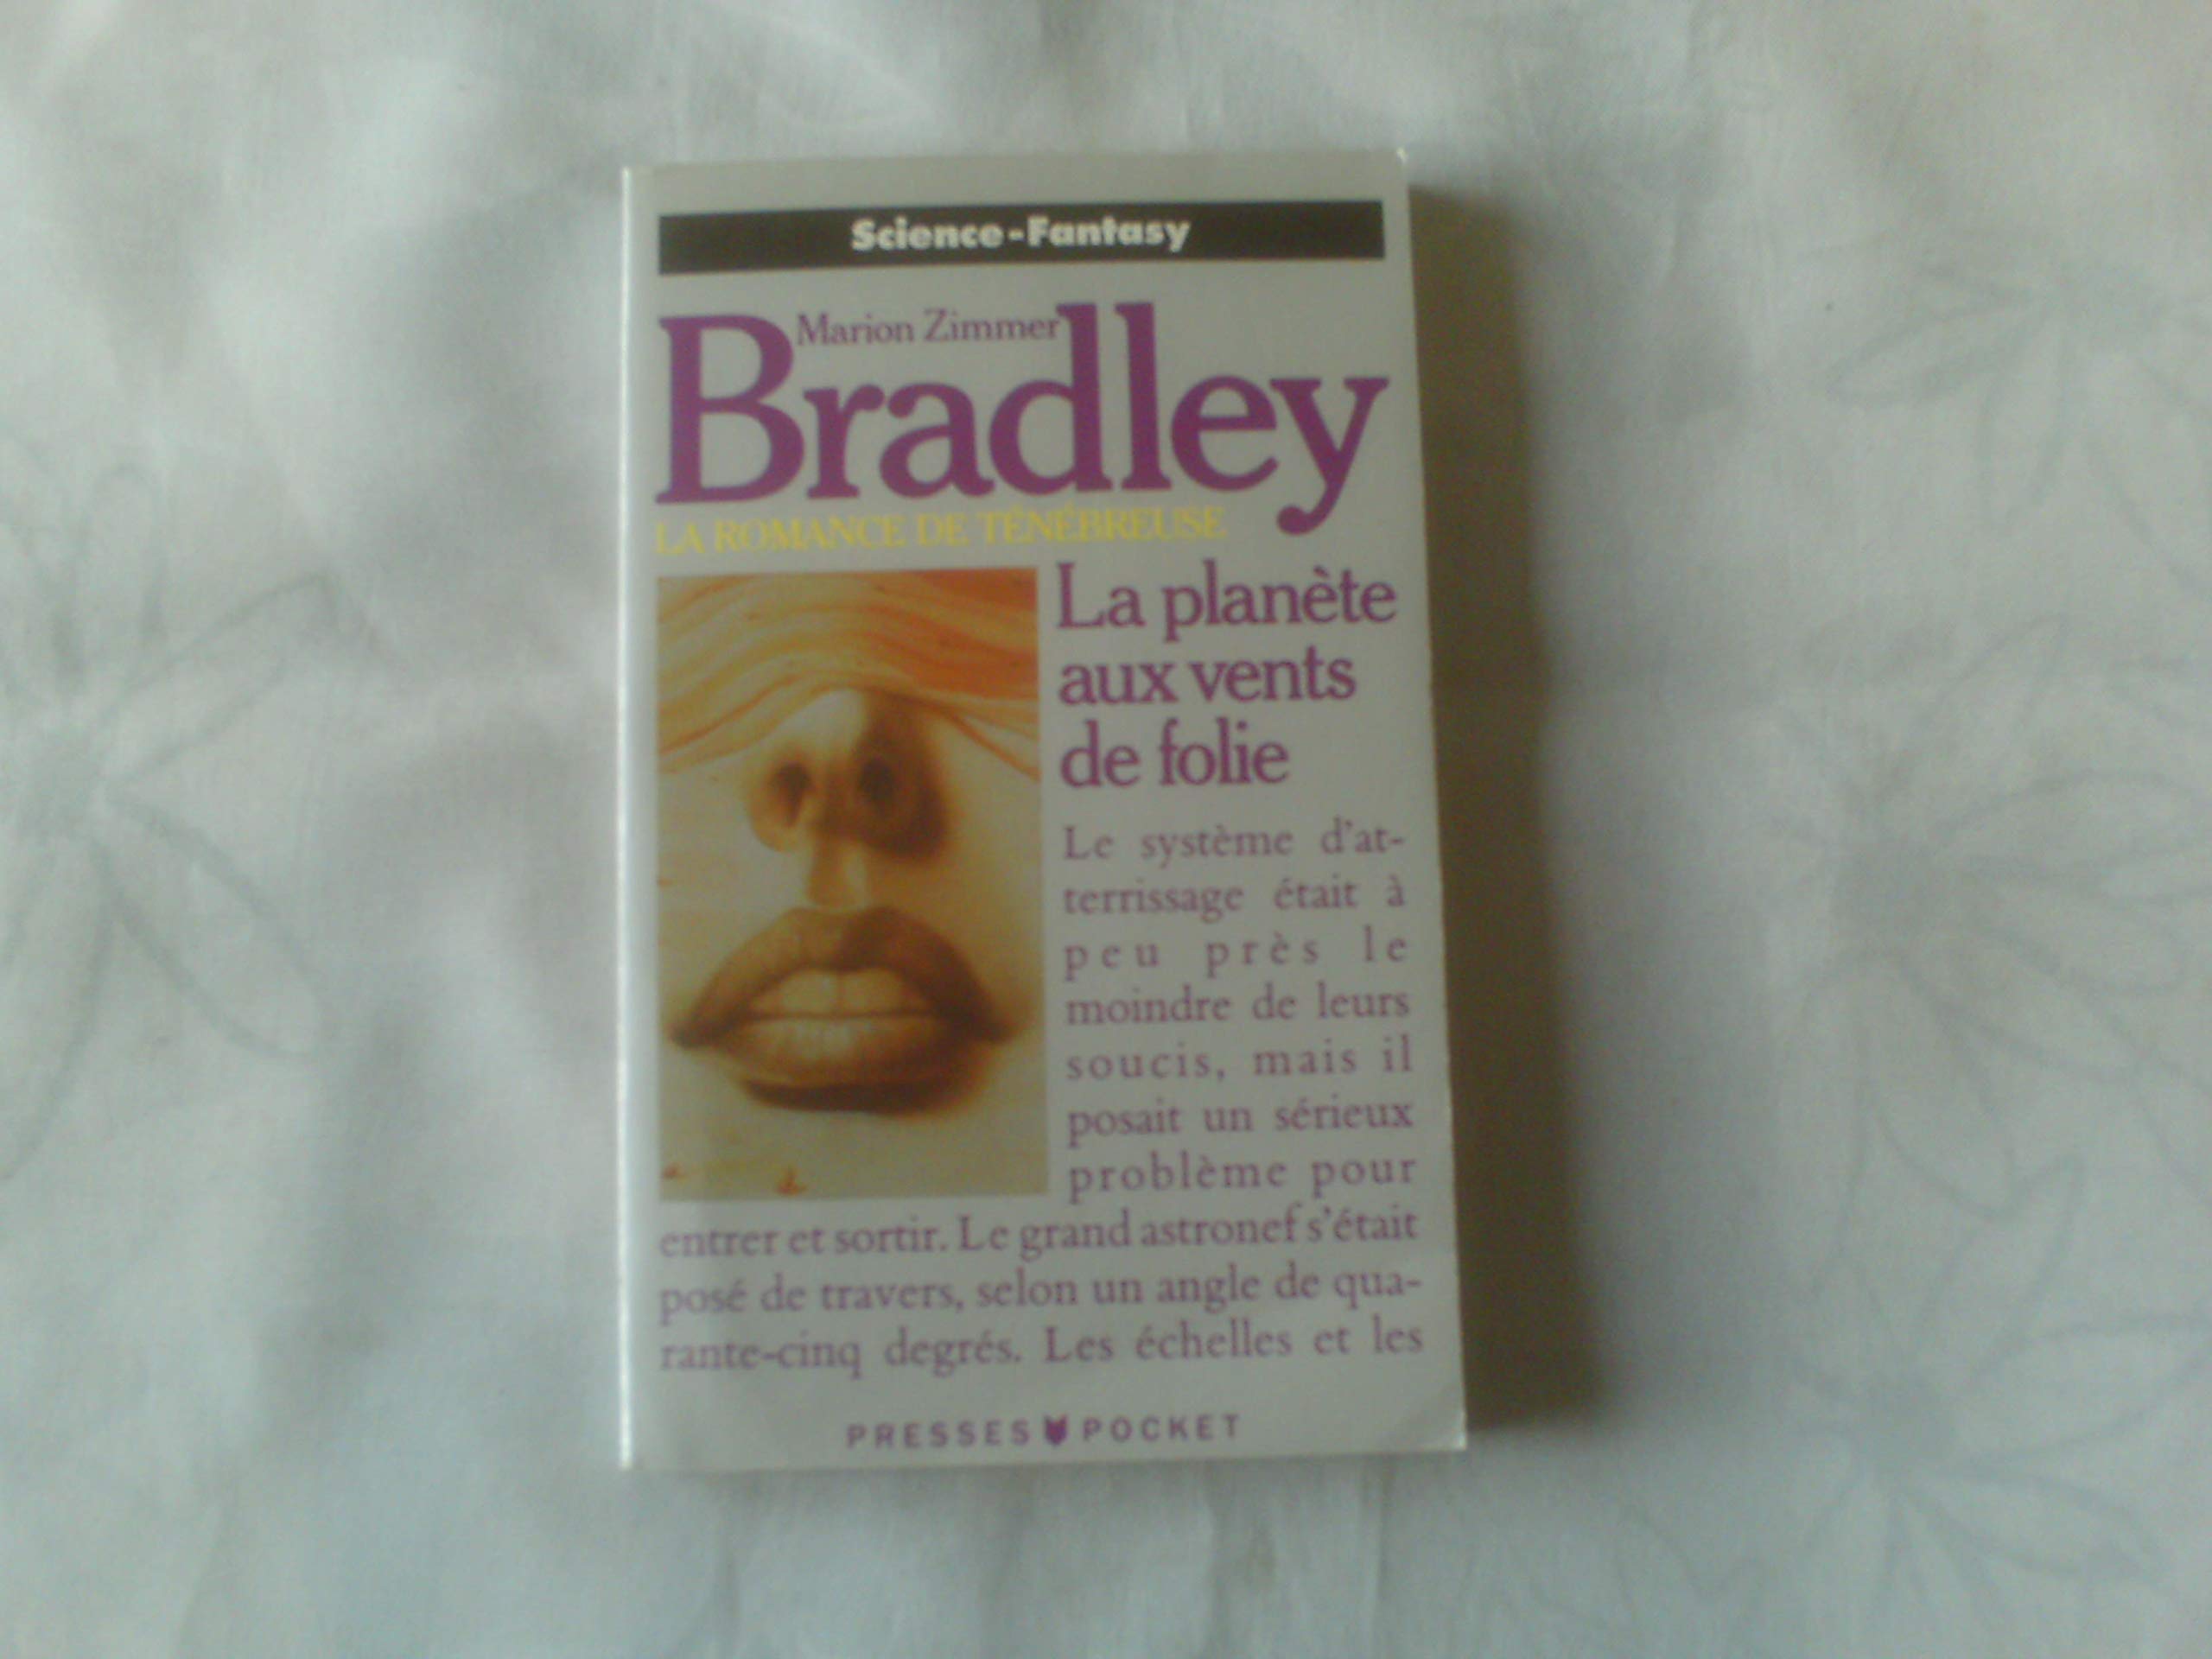 Science-Fantasy
Marion Zimmer
Bradley
LA ROMANCE DE TÉNÉBREUSE
La planète
aux vents
de folie
Le système d'at-
terrissage était à
peu près le
moindre de leurs
soucis, mais il
posait un sérieux
problème pour
entrer et sortir. Le grand astronef s'était
posé de travers, selon un angle de qua-
rante-cinq degrés. Les échelles et les
PRESSES POCKET